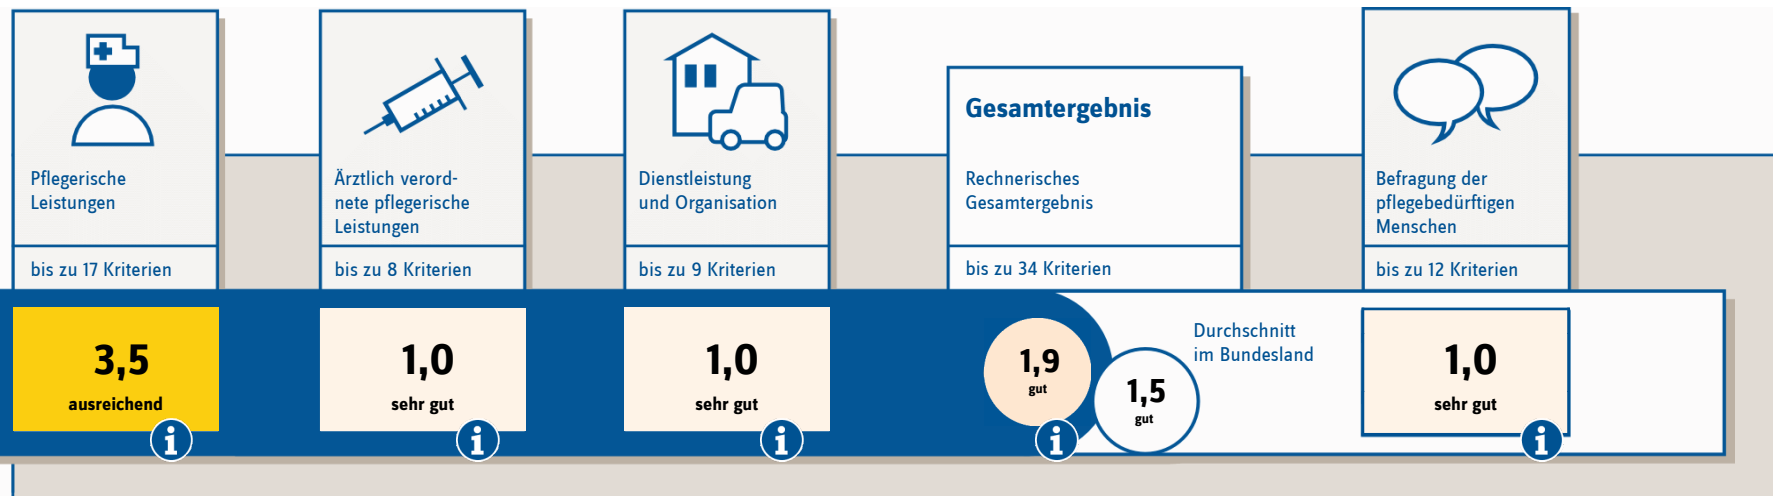 Pflegerische
Leistungen
bis zu 17 Kriterien
3,5
ausreichend
Ärztlich verord-
nete pflegerische
Leistungen
bis zu 8 Kriterien
1,0
sehr gut
Dienstleistung
und Organisation
bis zu 9 Kriterien
1,0
sehr gut
Gesamtergebnis
Rechnerisches
Gesamtergebnis
bis zu 34 Kriterien
1,9
gut
1,5
gut
Durchschnitt
im Bundesland
Befragung der
pflegebedürftigen
Menschen
bis zu 12 Kriterien
1,0
sehr gut